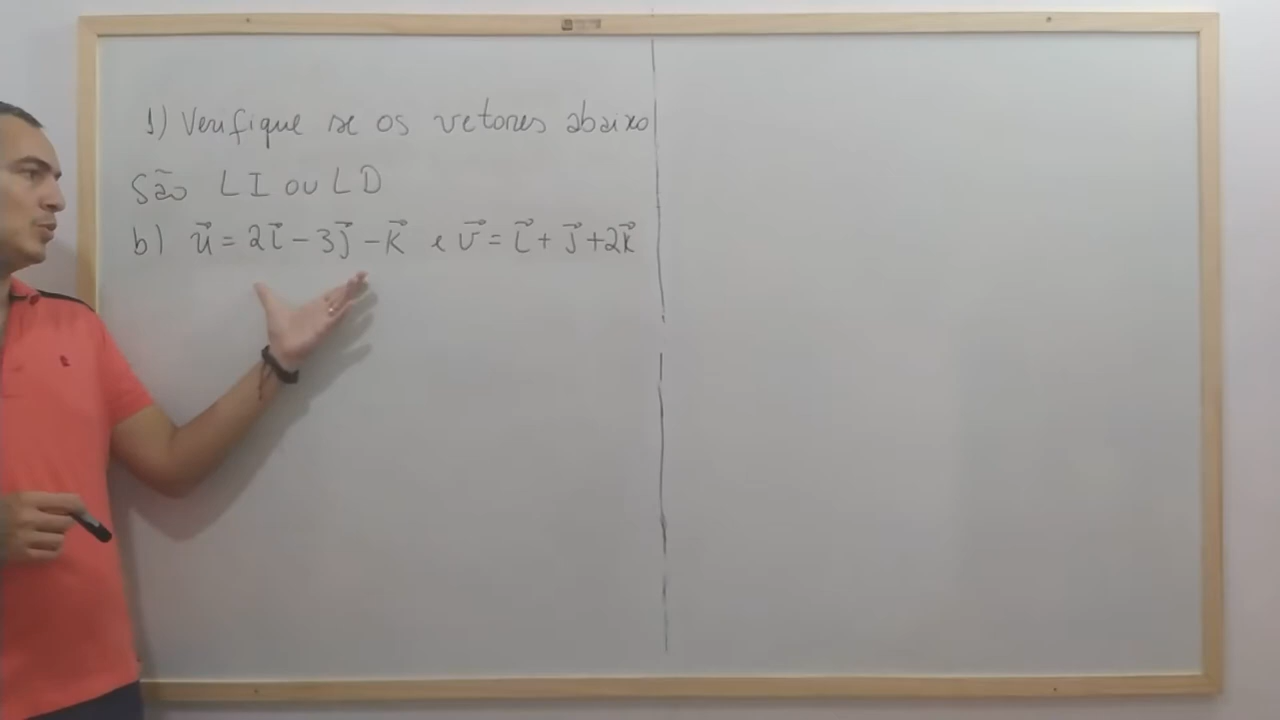 1) Verifique se os vetores abaixo
são LI ou LD
b) u⃗ = 2i⃗ - 3j⃗ - k⃗ e v⃗ = i⃗ + j⃗ + 2k⃗